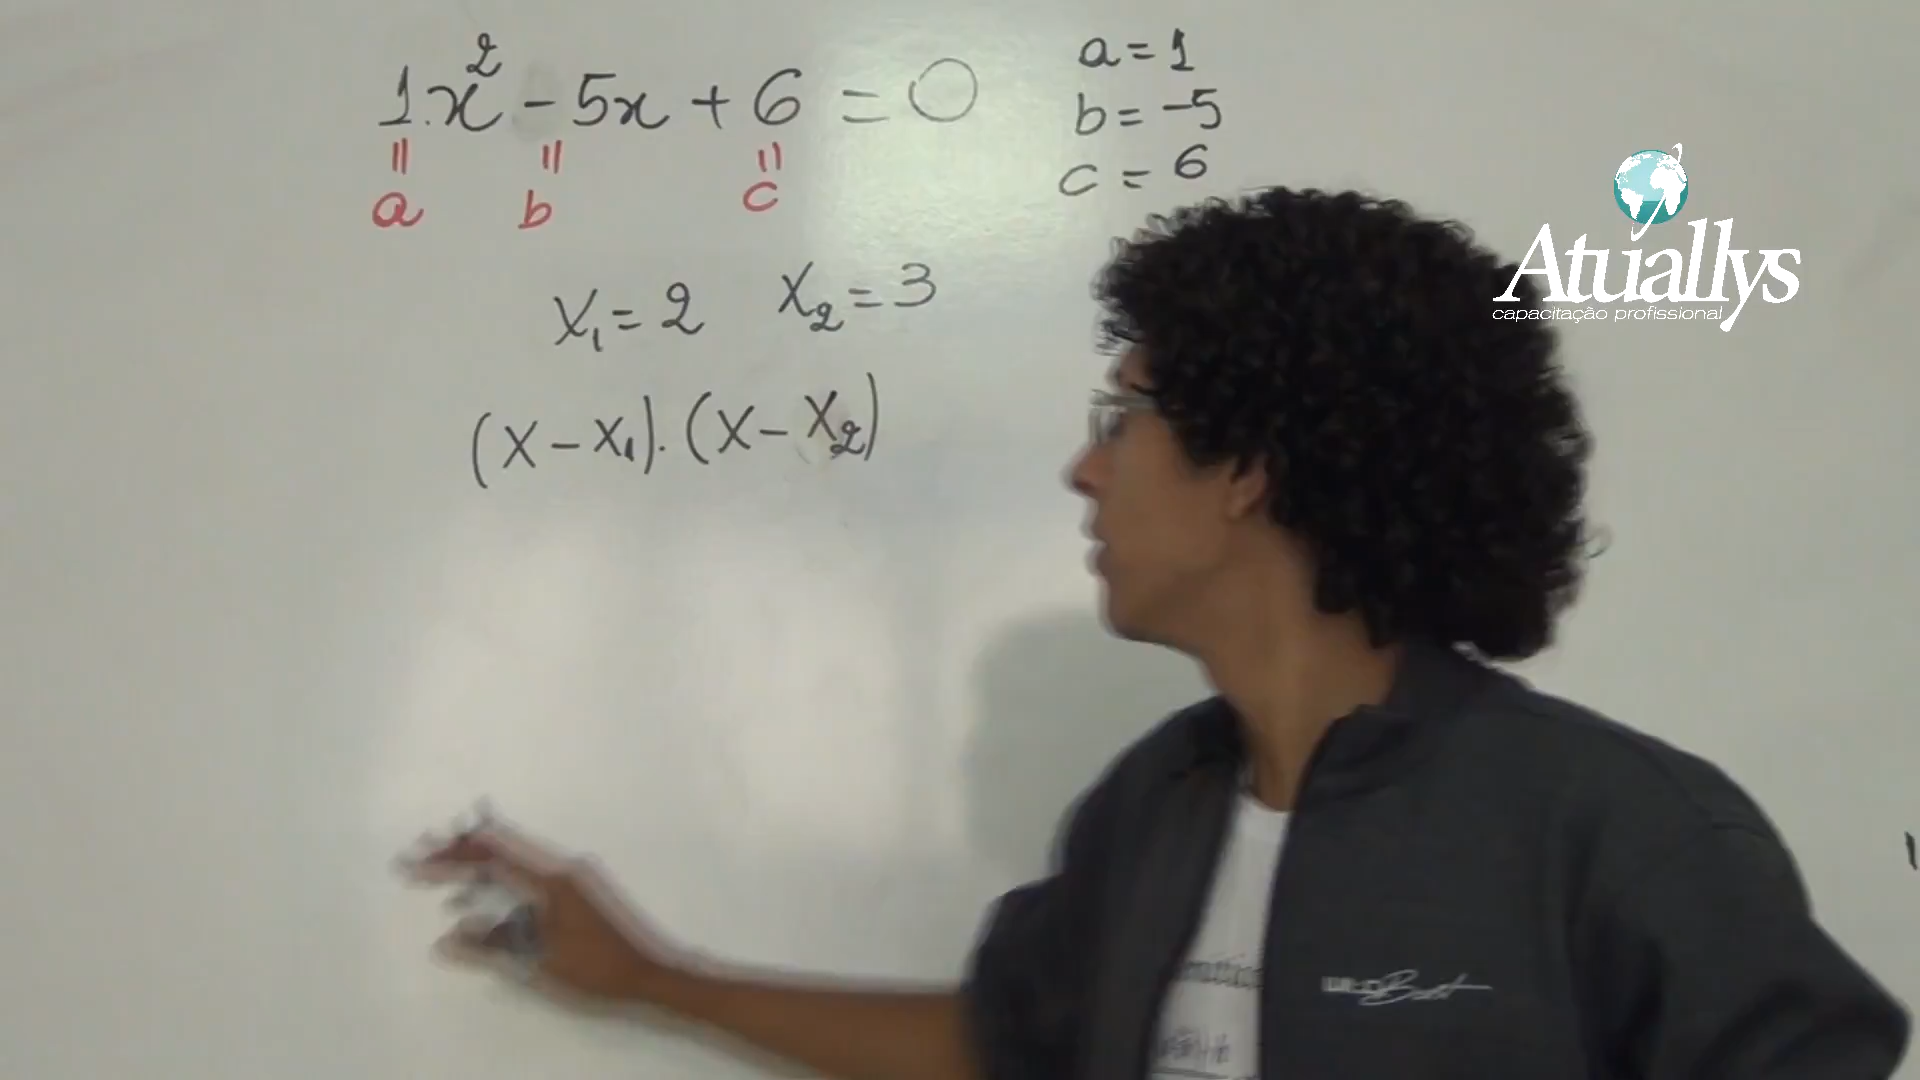 1.x² - 5x + 6 = 0
a = 1
b = -5
c = 6
a b c
x₁ = 2 x₂ = 3
(x - x₁) . (x - x₂)
Atuallys
capacitação profissional